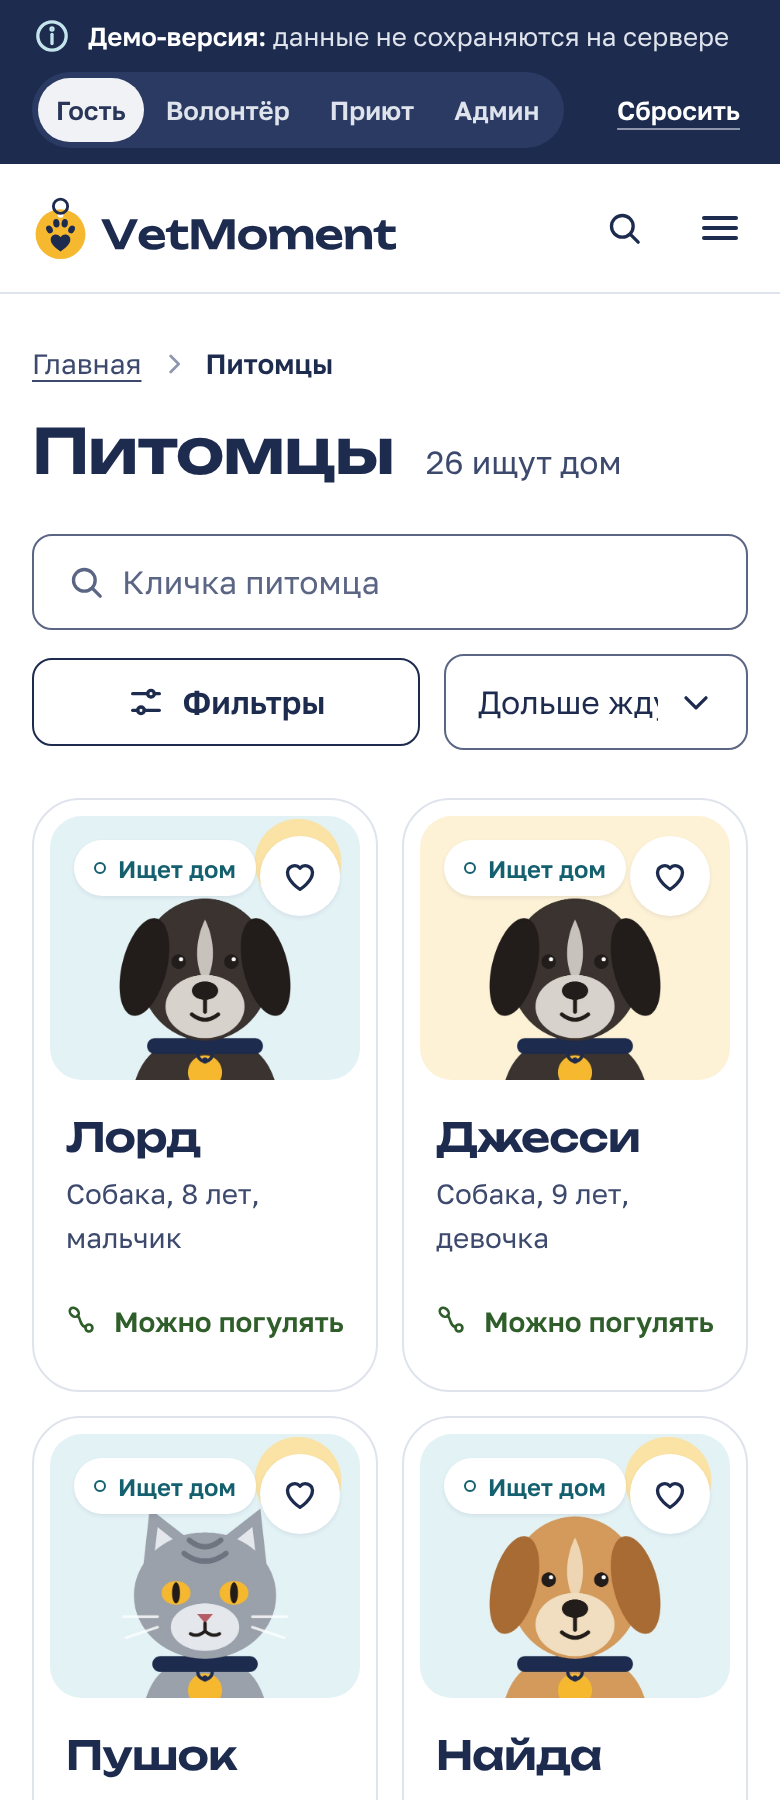 Демо-версия: данные не сохраняются на сервере
Гость Волонтёр Приют Админ Сбросить
VetMoment
Главная Питомцы
Питомцы 26 ищут дом
Кличка питомца
Фильтры Дольше жду
Ищет дом Ищет дом
Лорд Джесси
Собака, 8 лет, Собака, 9 лет,
мальчик девочка
Можно погулять Можно погулять
Ищет дом Ищет дом
Пушок Найда